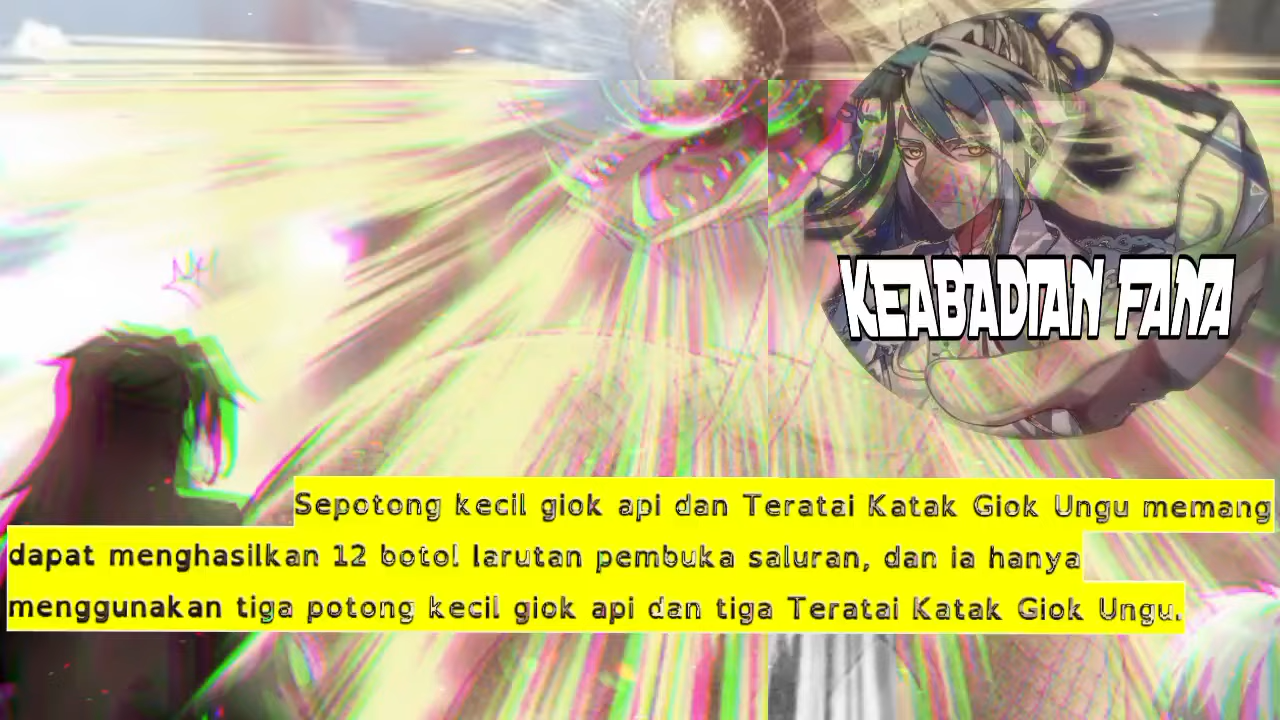 KEABADIAN FANA
Sepotong kecil giok api dan Teratai Katak Giok Ungu memang
dapat menghasilkan 12 botol larutan pembuka saluran, dan ia hanya
menggunakan tiga potong kecil giok api dan tiga Teratai Katak Giok Ungu.